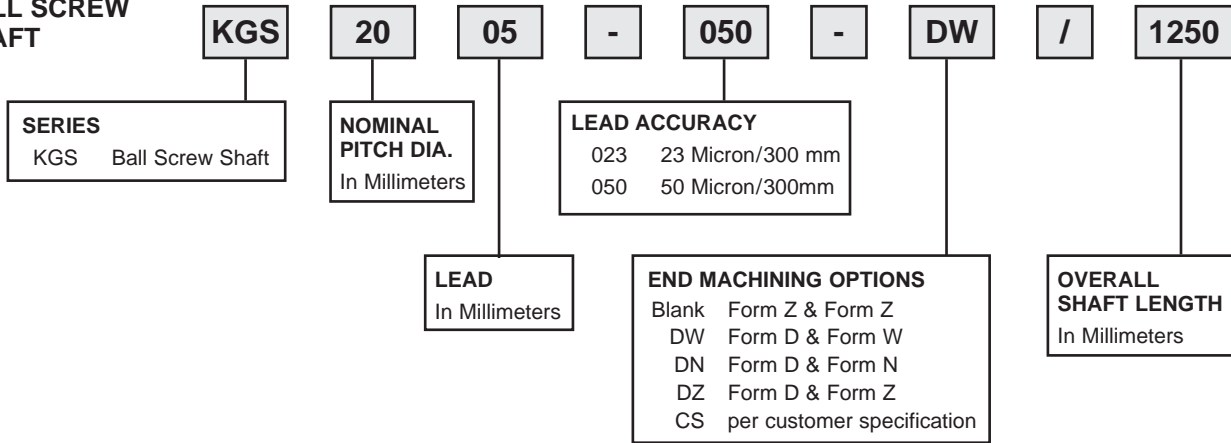 LL SCREW
AFT
KGS 20 05 - 050 - DW / 1250
SERIES
KGS Ball Screw Shaft
NOMINAL
PITCH DIA.
In Millimeters
LEAD ACCURACY
023 23 Micron/300 mm
050 50 Micron/300mm
LEAD
In Millimeters
END MACHINING OPTIONS
Blank Form Z & Form Z
DW Form D & Form W
DN Form D & Form N
DZ Form D & Form Z
CS per customer specification
OVERALL
SHAFT LENGTH
In Millimeters